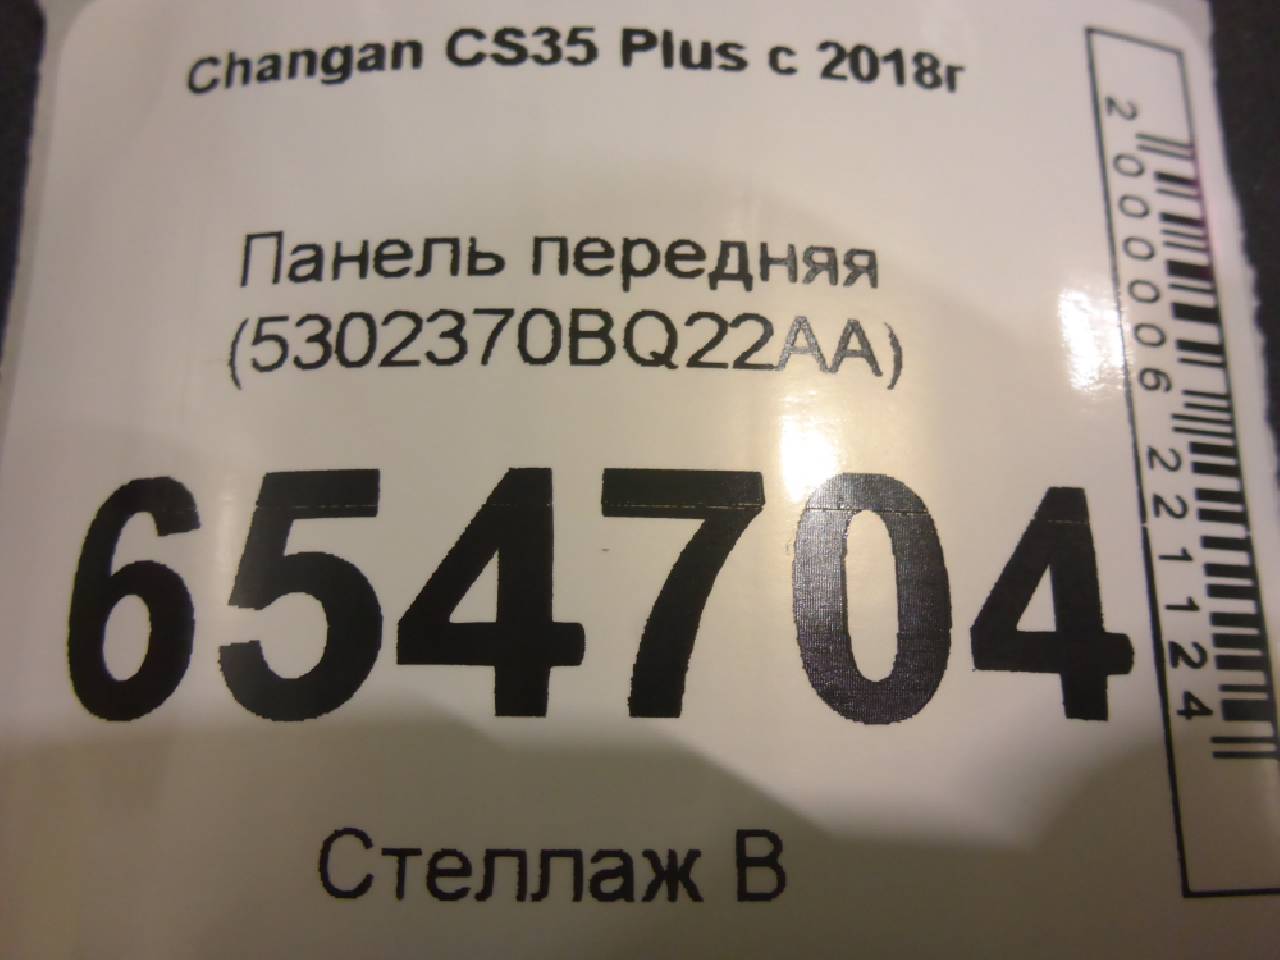 Changan CS35 Plus с 2018г
Панель передняя
(5302370BQ22AA)
654704
Стеллаж В
2000006221124